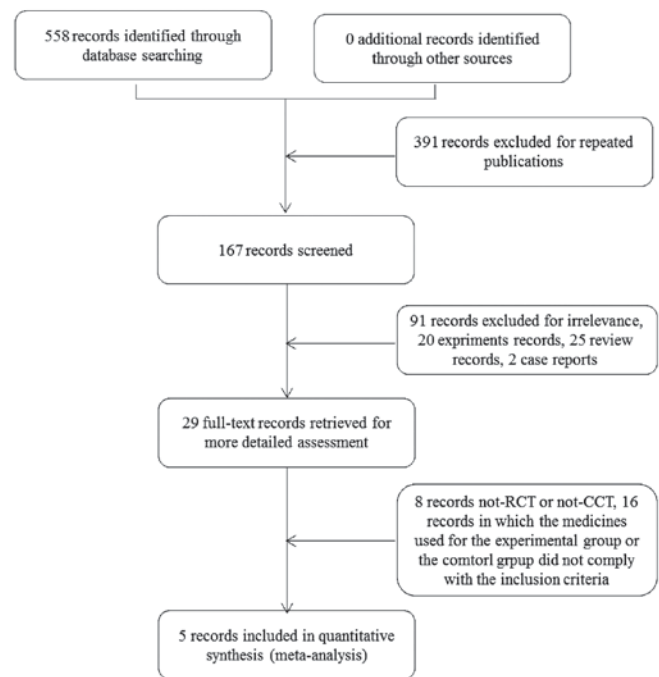 558 records identified through
database searching
0 additional records identified
through other sources
391 records excluded for repeated
publications
167 records screened
91 records excluded for irrelevance,
20 expriments records, 25 review
records, 2 case reports
29 full-text records retrieved for
more detailed assessment
8 records not-RCT or not-CCT, 16
records in which the medicines
used for the experimental group or
the comtorl grpup did not comply
with the inclusion criteria
5 records included in quantitative
synthesis (meta-analysis)